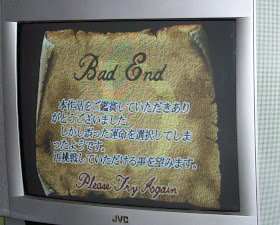 Bad End
本作品をご鑑賞していただきあり
がとうございました。
しかし誤った運命を選択してしま
ったようです。
再挑戦していただける事を望みます。
Please Try Again
JVC